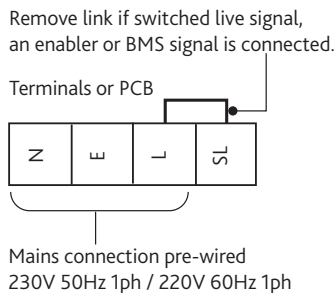 Remove link if switched live signal,
an enabler or BMS signal is connected.
Terminals or PCB
N E L SL
Mains connection pre-wired
230V 50Hz 1ph / 220V 60Hz 1ph